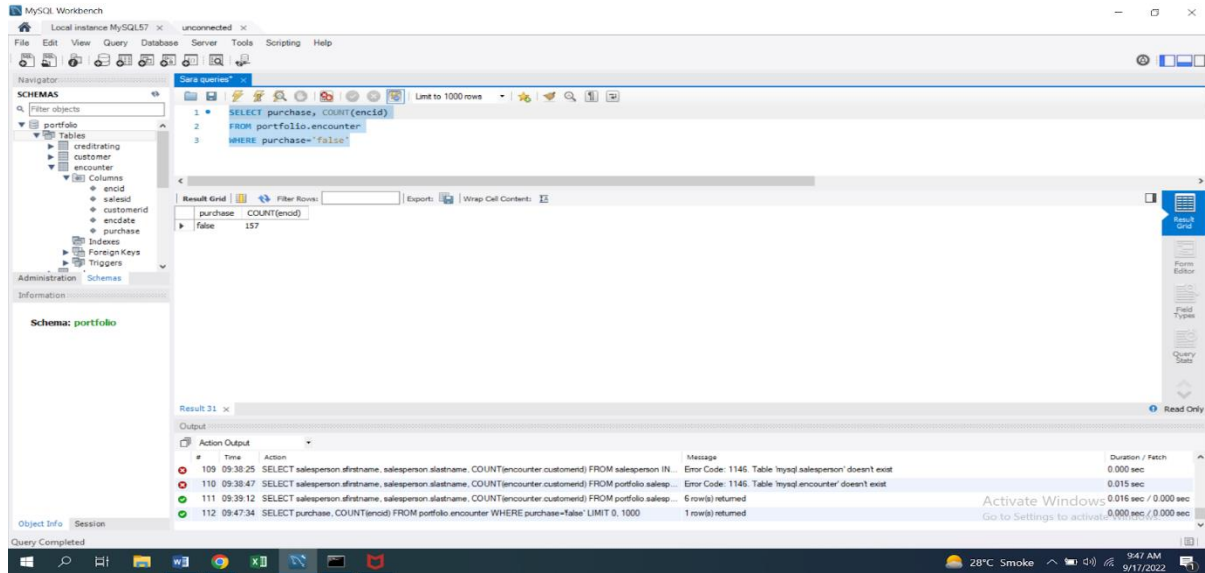 MySQL Workbench
Local instance MySQL57 × unconnected ×
File Edit View Query Database Server Tools Scripting Help
Navigator
SCHEMAS
Filter objects
portfolio
Tables
creditrating
customer
encounter
Columns
encid
salesid
customerid
encdate
purchase
Indexes
Foreign Keys
Triggers
Administration Schemas
Information
Schema: portfolio
Object Info Session
Sara queries* ×
Limit to 1000 rows
1 SELECT purchase, COUNT(encid)
2 FROM portfolio.encounter
3 WHERE purchase='false'
Result Grid Filter Rows: Export: Wrap Cell Content:
purchase COUNT(encid)
false 157
Result Grid
Form Editor
Field Types
Query Stats
Result 31 × Read Only
Output
Action Output
# Time Action Message Duration / Fetch
109 09:38:25 SELECT salesperson.sfirstname, salesperson.slastname, COUNT(encounter.customerid) FROM salesperson IN... Error Code: 1146. Table 'mysql.salesperson' doesn't exist 0.000 sec
110 09:38:47 SELECT salesperson.sfirstname, salesperson.slastname, COUNT(encounter.customerid) FROM portfolio.salesp... Error Code: 1146. Table 'mysql.encounter' doesn't exist 0.015 sec
111 09:39:12 SELECT salesperson.sfirstname, salesperson.slastname, COUNT(encounter.customerid) FROM portfolio.salesp... 6 row(s) returned 0.016 sec / 0.000 sec
112 09:47:34 SELECT purchase, COUNT(encid) FROM portfolio.encounter WHERE purchase='false' LIMIT 0, 1000 1 row(s) returned 0.000 sec / 0.000 sec
Activate Windows
Go to Settings to activate Windows.
Query Completed
28°C Smoke 9:47 AM
9/17/2022